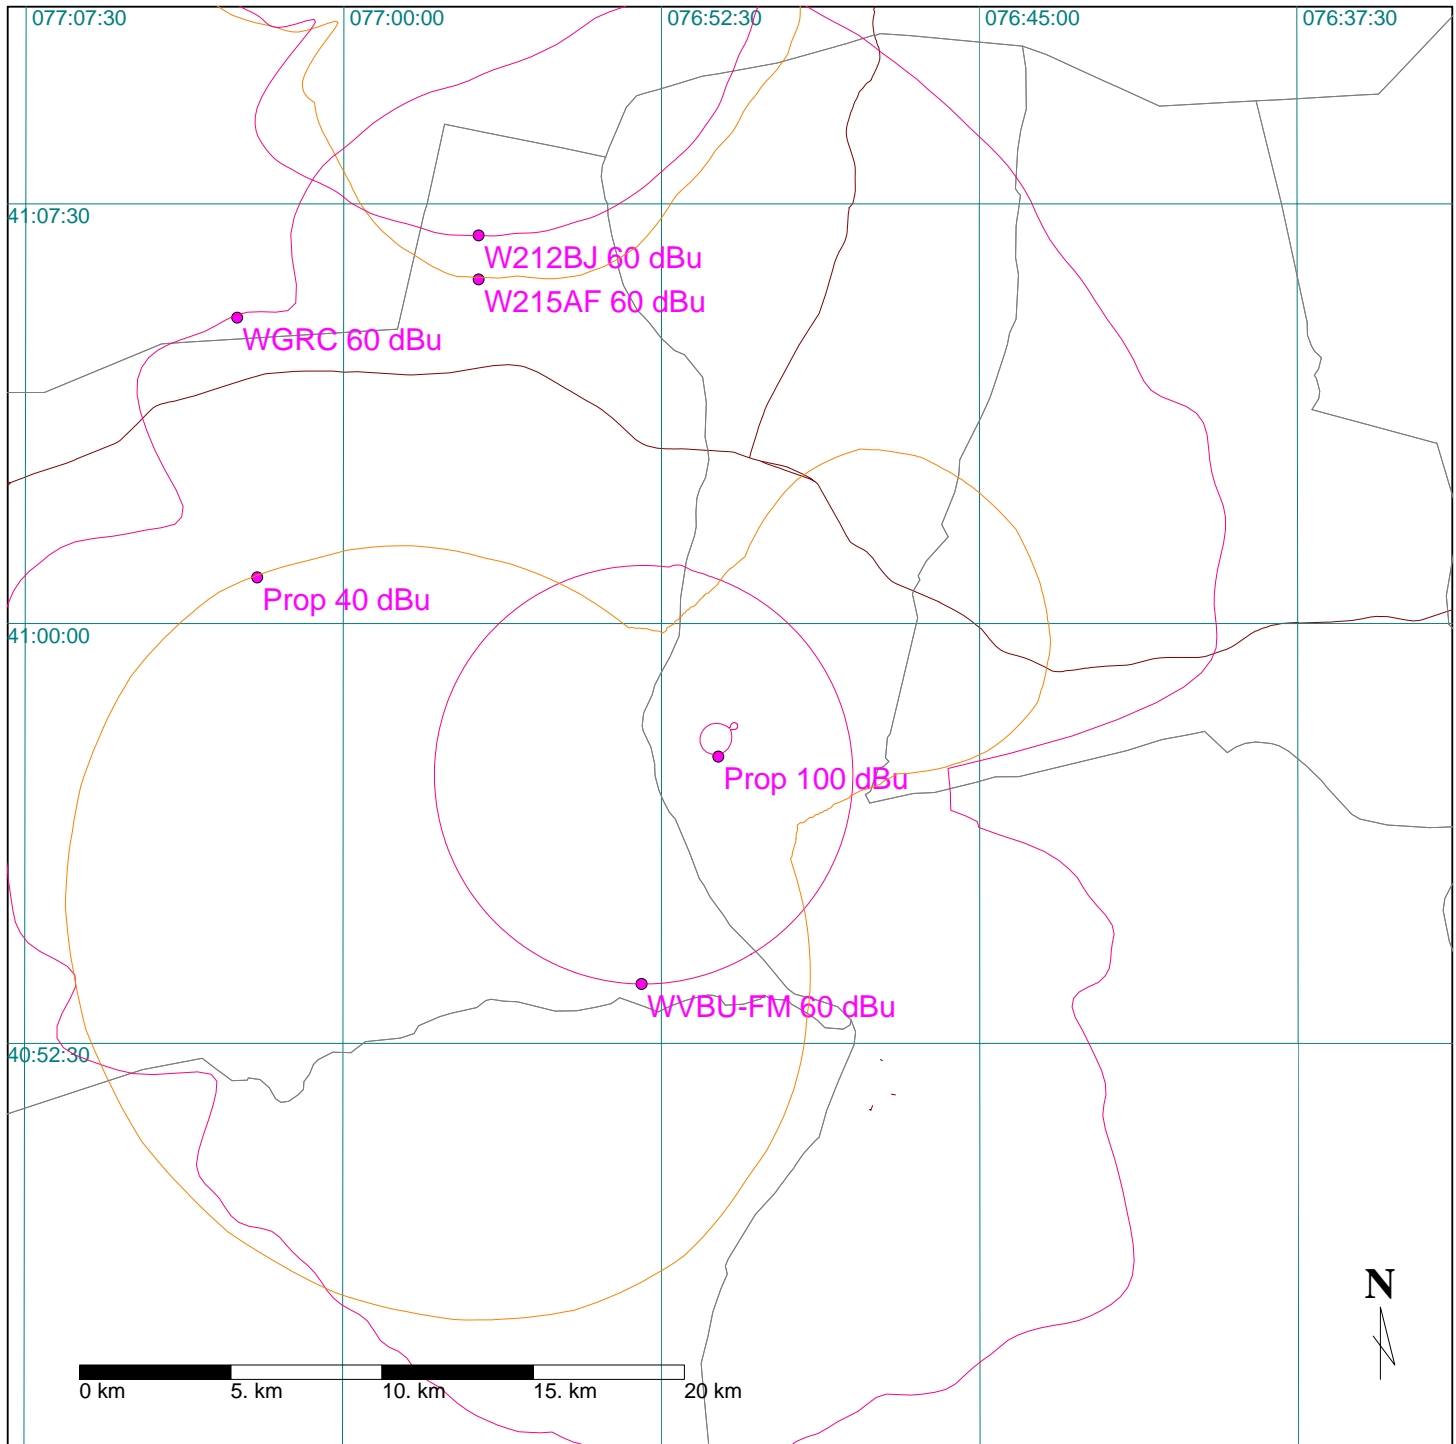 077:07:30
077:00:00
076:52:30
076:45:00
076:37:30
41:07:30
W212BJ 60 dBu
W215AF 60 dBu
WGRC 60 dBu
Prop 40 dBu
41:00:00
Prop 100 dBu
WVBU-FM 60 dBu
40:52:30
N
0 km
5. km
10. km
15. km
20 km